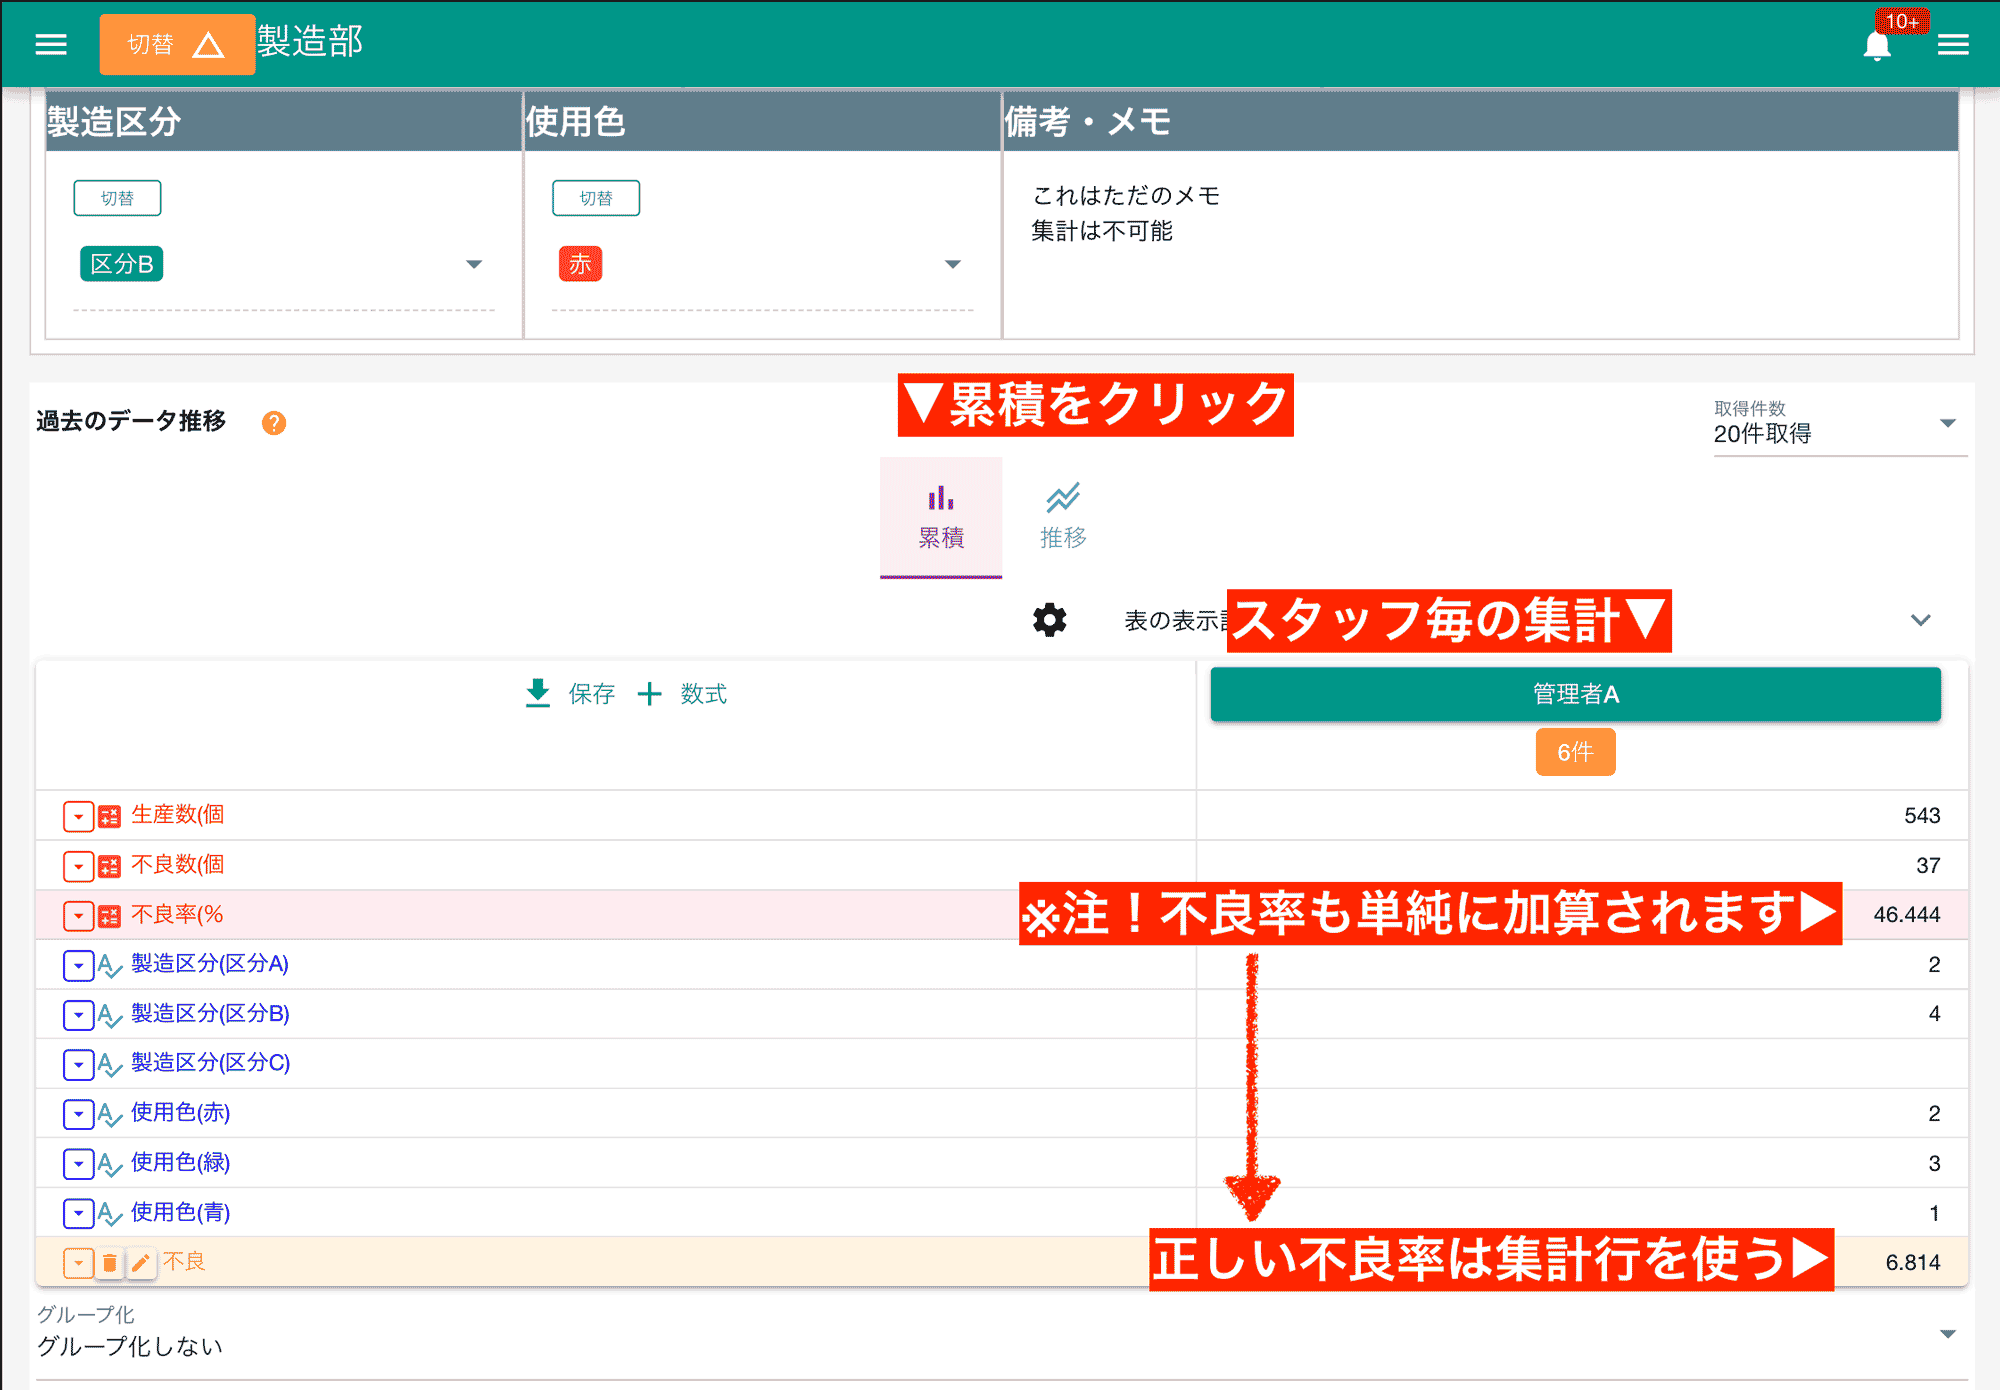 切替
製造部
10+
製造区分
使用色
備考・メモ
切替
区分B
切替
赤
これはただのメモ
集計は不可能
▼累積をクリック
過去のデータ推移
?
取得件数
20件取得
累積
推移
表の表示
スタッフ毎の集計▼
保存
数式
管理者A
6件
生産数(個
543
不良数(個
37
不良率(%
※注！不良率も単純に加算されます▶
46.444
製造区分(区分A)
2
製造区分(区分B)
4
製造区分(区分C)
使用色(赤)
2
使用色(緑)
3
使用色(青)
1
不良
正しい不良率は集計行を使う▶
6.814
グループ化
グループ化しない